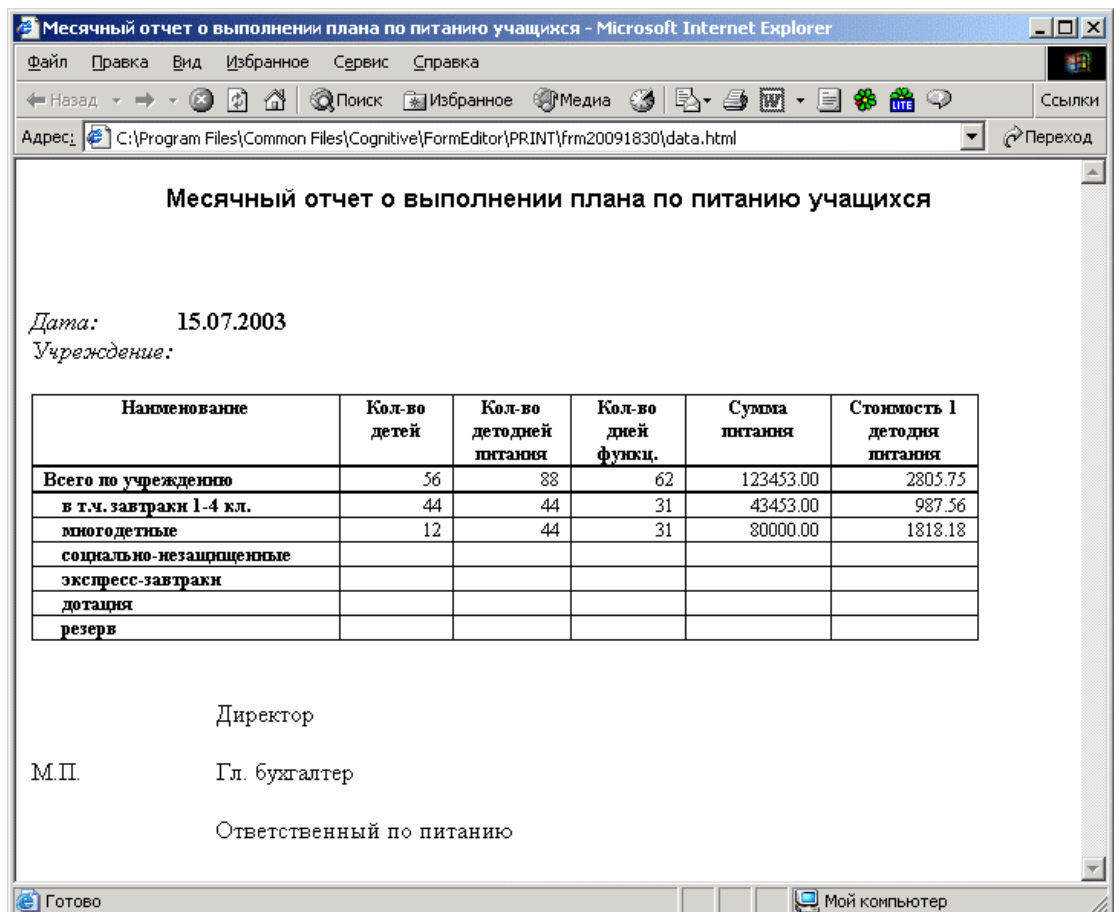 Месячный отчет о выполнении плана по питанию учащихся - Microsoft Internet Explorer
Файл Правка Вид Избранное Сервис Справка
Назад Поиск Избранное Медиа LITE Ссылки
Адрес: C:\Program Files\Common Files\Cognitive\FormEditor\PRINT\frm20091830\data.html Переход
Месячный отчет о выполнении плана по питанию учащихся
Дата: 15.07.2003
Учреждение:
Наименование Кол-во Кол-во Кол-во Сумма Стоимость 1
детей детодней дней питания детодня
питания функц. питания
Всего по учреждению 56 88 62 123453.00 2805.75
в т.ч. завтраки 1-4 кл. 44 44 31 43453.00 987.56
многодетные 12 44 31 80000.00 1818.18
социально-незащищенные
экспресс-завтраки
дотация
резерв
Директор
М.П. Гл. бухгалтер
Ответственный по питанию
Готово Мой компьютер